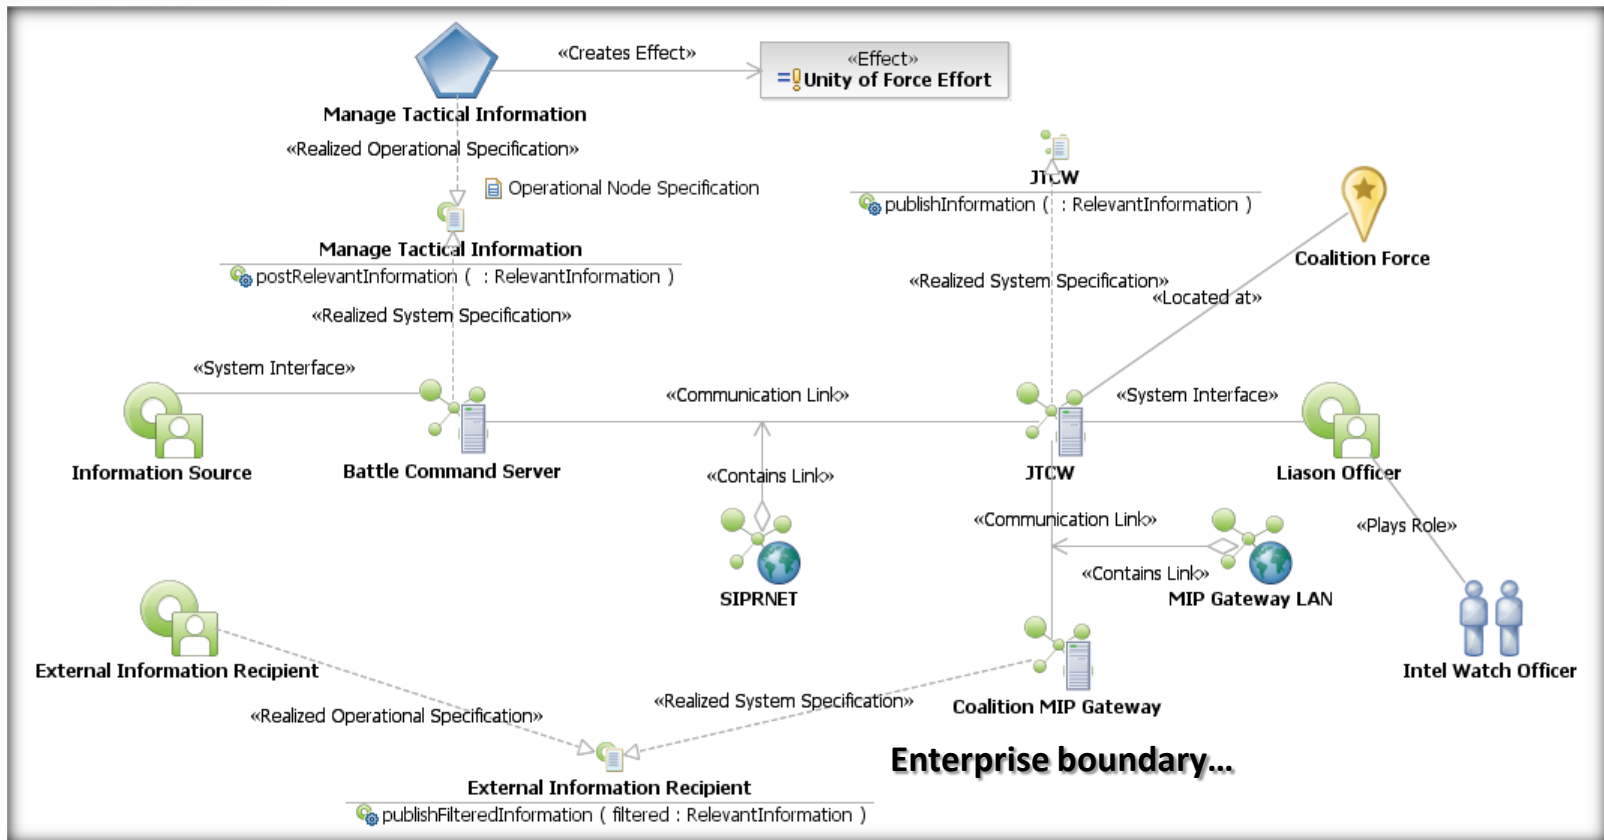 «Creates Effect»
«Effect»
Unity of Force Effort
Manage Tactical Information
«Realized Operational Specification»
Operational Node Specification
JTCW
publishInformation ( : RelevantInformation )
Manage Tactical Information
postRelevantInformation ( : RelevantInformation )
Coalition Force
«Realized System Specification»
«Located at»
«Realized System Specification»
«System Interface»
«Communication Link»
«System Interface»
Information Source
Battle Command Server
JTCW
Liason Officer
«Contains Link»
«Communication Link»
«Plays Role»
«Contains Link»
SIPRNET
MIP Gateway LAN
External Information Recipient
Intel Watch Officer
«Realized Operational Specification»
«Realized System Specification»
Coalition MIP Gateway
Enterprise boundary...
External Information Recipient
publishFilteredInformation ( filtered : RelevantInformation )